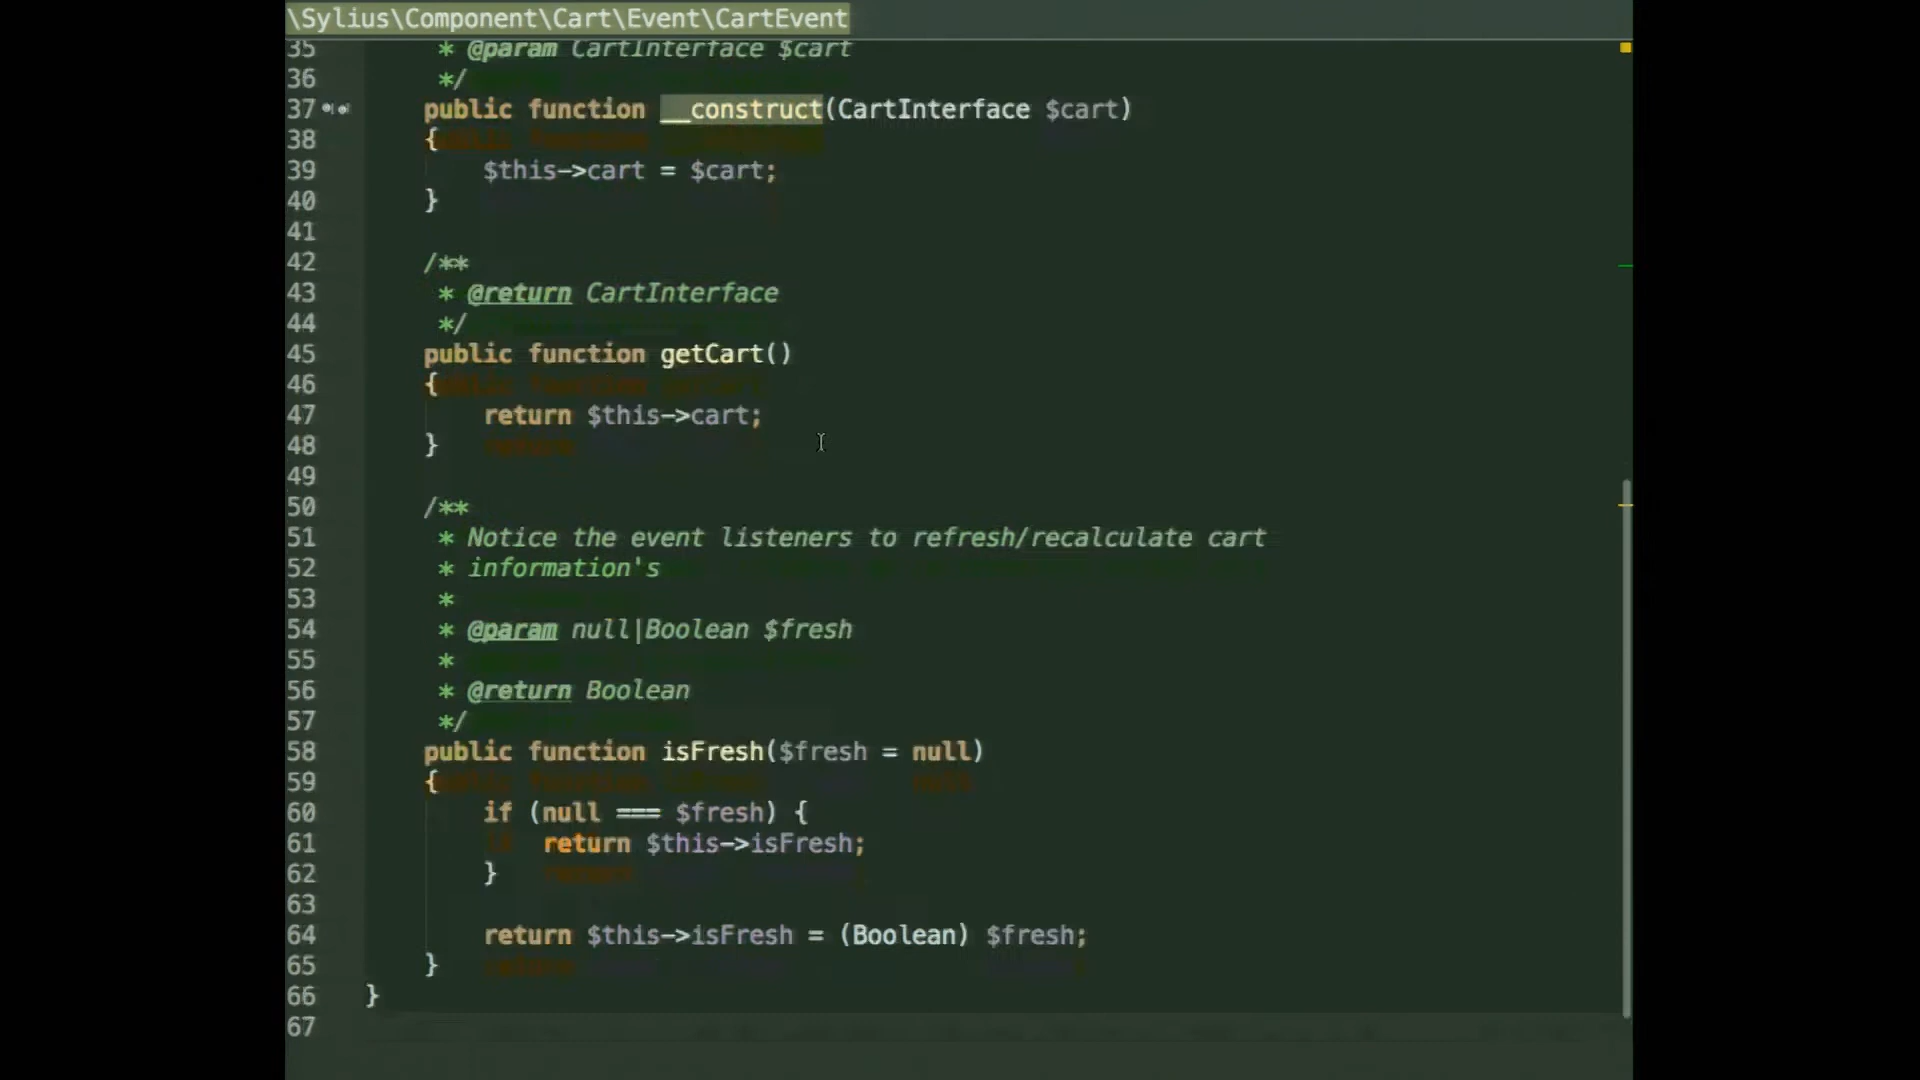 \Sylius\Component\Cart\Event\CartEvent
35 * @param CartInterface $cart
36 */
37 public function __construct(CartInterface $cart)
38 {
39 $this->cart = $cart;
40 }
41
42 /**
43 * @return CartInterface
44 */
45 public function getCart()
46 {
47 return $this->cart;
48 }
49
50 /**
51 * Notice the event listeners to refresh/recalculate cart
52 * information's
53 *
54 * @param null|Boolean $fresh
55 *
56 * @return Boolean
57 */
58 public function isFresh($fresh = null)
59 {
60 if (null === $fresh) {
61 return $this->isFresh;
62 }
63
64 return $this->isFresh = (Boolean) $fresh;
65 }
66 }
67